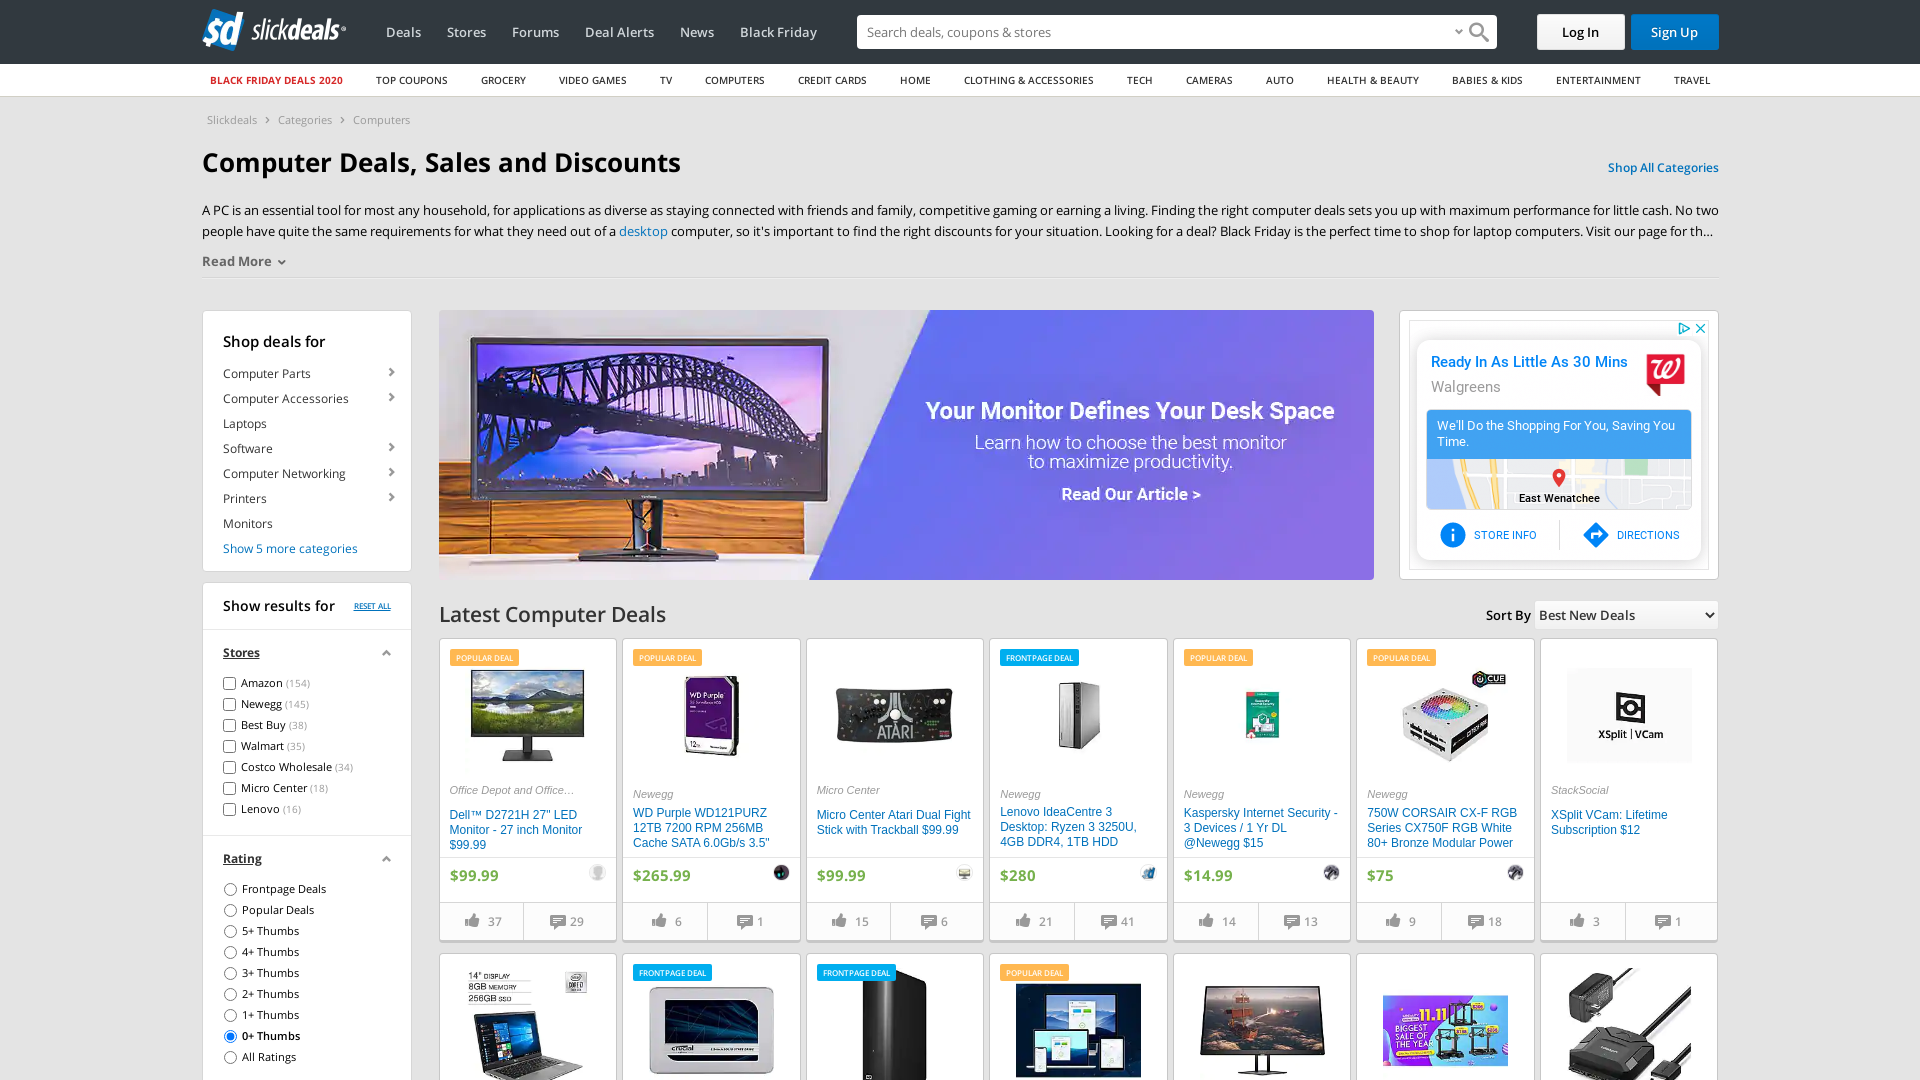 slickdeals
Deals
Stores
Forums
Deal Alerts
News
Black Friday
Search deals, coupons & stores
Log In
Sign Up
BLACK FRIDAY DEALS 2020
TOP COUPONS
GROCERY
VIDEO GAMES
TV
COMPUTERS
CREDIT CARDS
HOME
CLOTHING & ACCESSORIES
TECH
CAMERAS
AUTO
HEALTH & BEAUTY
BABIES & KIDS
ENTERTAINMENT
TRAVEL
Slickdeals > Categories > Computers
Computer Deals, Sales and Discounts
Shop All Categories
A PC is an essential tool for most any household, for applications as diverse as staying connected with friends and family, competitive gaming or earning a living. Finding the right computer deals sets you up with maximum performance for little cash. No two
people have quite the same requirements for what they need out of a desktop computer, so it's important to find the right discounts for your situation. Looking for a deal? Black Friday is the perfect time to shop for laptop computers. Visit our page for th...
Read More
Shop deals for
Computer Parts
Computer Accessories
Laptops
Software
Computer Networking
Printers
Monitors
Show 5 more categories
Your Monitor Defines Your Desk Space
Learn how to choose the best monitor
to maximize productivity.
Read Our Article >
Ready In As Little As 30 Mins
Walgreens
We'll Do the Shopping For You, Saving You
Time.
East Wenatchee
STORE INFO
DIRECTIONS
Show results for
RESET ALL
Stores
Amazon (154)
Newegg (145)
Best Buy (38)
Walmart (35)
Costco Wholesale (34)
Micro Center (18)
Lenovo (16)
Rating
Frontpage Deals
Popular Deals
5+ Thumbs
4+ Thumbs
3+ Thumbs
2+ Thumbs
1+ Thumbs
0+ Thumbs
All Ratings
Latest Computer Deals
Sort By
Best New Deals
POPULAR DEAL
Office Depot and Office...
Dell™ D2721H 27" LED
Monitor - 27 inch Monitor
$99.99
$99.99
37
29
POPULAR DEAL
WD Purple
12TB
Newegg
WD Purple WD121PURZ
12TB 7200 RPM 256MB
Cache SATA 6.0Gb/s 3.5"
$265.99
6
1
ATARI
Micro Center
Micro Center Atari Dual Fight
Stick with Trackball $99.99
$99.99
15
6
FRONTPAGE DEAL
Newegg
Lenovo IdeaCentre 3
Desktop: Ryzen 3 3250U,
4GB DDR4, 1TB HDD
$280
21
41
POPULAR DEAL
Newegg
Kaspersky Internet Security -
3 Devices / 1 Yr DL
@Newegg $15
$14.99
14
13
POPULAR DEAL
CUE
Newegg
750W CORSAIR CX-F RGB
Series CX750F RGB White
80+ Bronze Modular Power
$75
9
18
XSplit | VCam
StackSocial
XSplit VCam: Lifetime
Subscription $12
3
1
14" DISPLAY
8GB MEMORY
256GB SSD
FRONTPAGE DEAL
crucial
FRONTPAGE DEAL
POPULAR DEAL
11.11
BIGGEST
SALE OF
THE YEAR